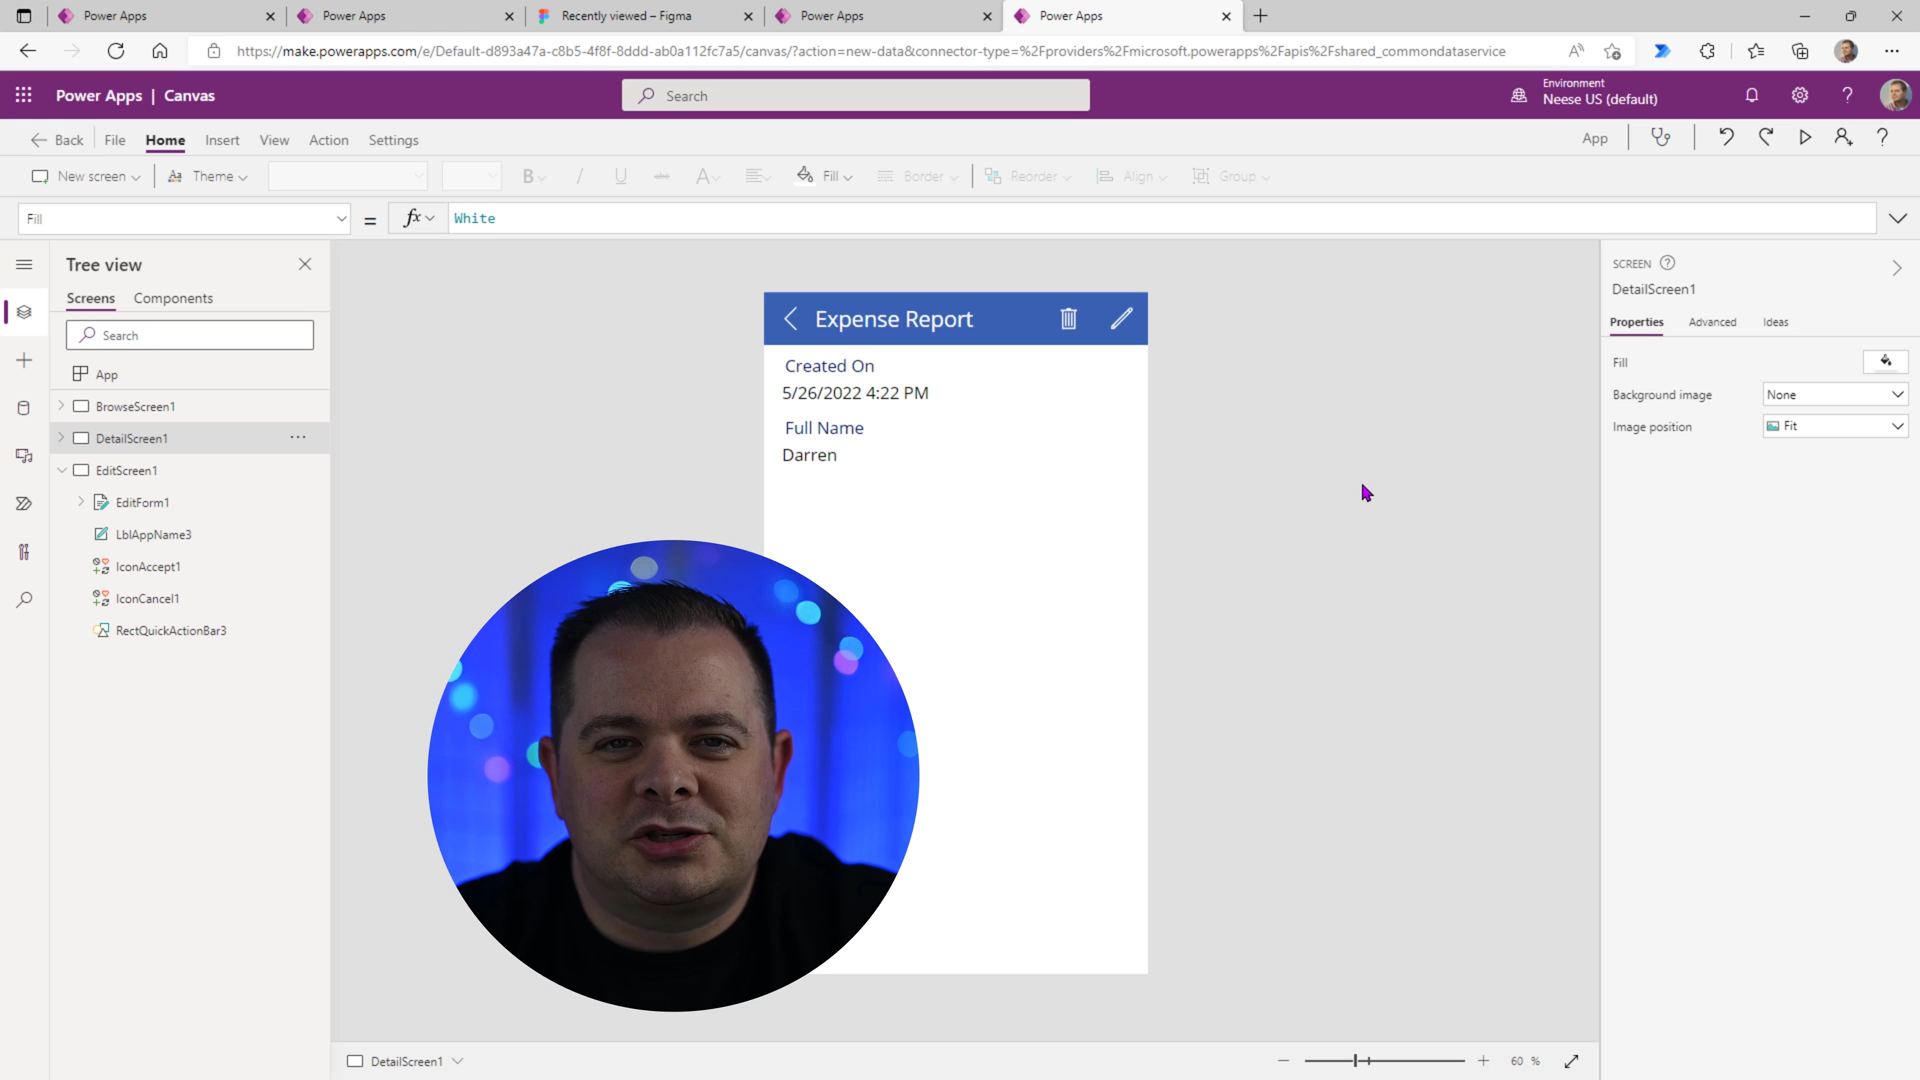 Power Apps
Power Apps
Recently viewed – Figma
Power Apps
Power Apps
https://make.powerapps.com/e/Default-d893a47a-c8b5-4f8f-8ddd-ab0a112fc7a5/canvas/?action=new-data&connector-type=%2Fproviders%2Fmicrosoft.powerapps%2Fapis%2Fshared_commondataservice
Power Apps | Canvas
Search
Environment
Neese US (default)
Back
File
Home
Insert
View
Action
Settings
App
New screen
Theme
B
Fill
Border
Reorder
Align
Group
Fill
=
fx
White
Tree view
Screens
Components
Search
App
BrowseScreen1
DetailScreen1
EditScreen1
EditForm1
LblAppName3
IconAccept1
IconCancel1
RectQuickActionBar3
Expense Report
Created On
5/26/2022 4:22 PM
Full Name
Darren
SCREEN
DetailScreen1
Properties
Advanced
Ideas
Fill
Background image
None
Image position
Fit
DetailScreen1
60 %